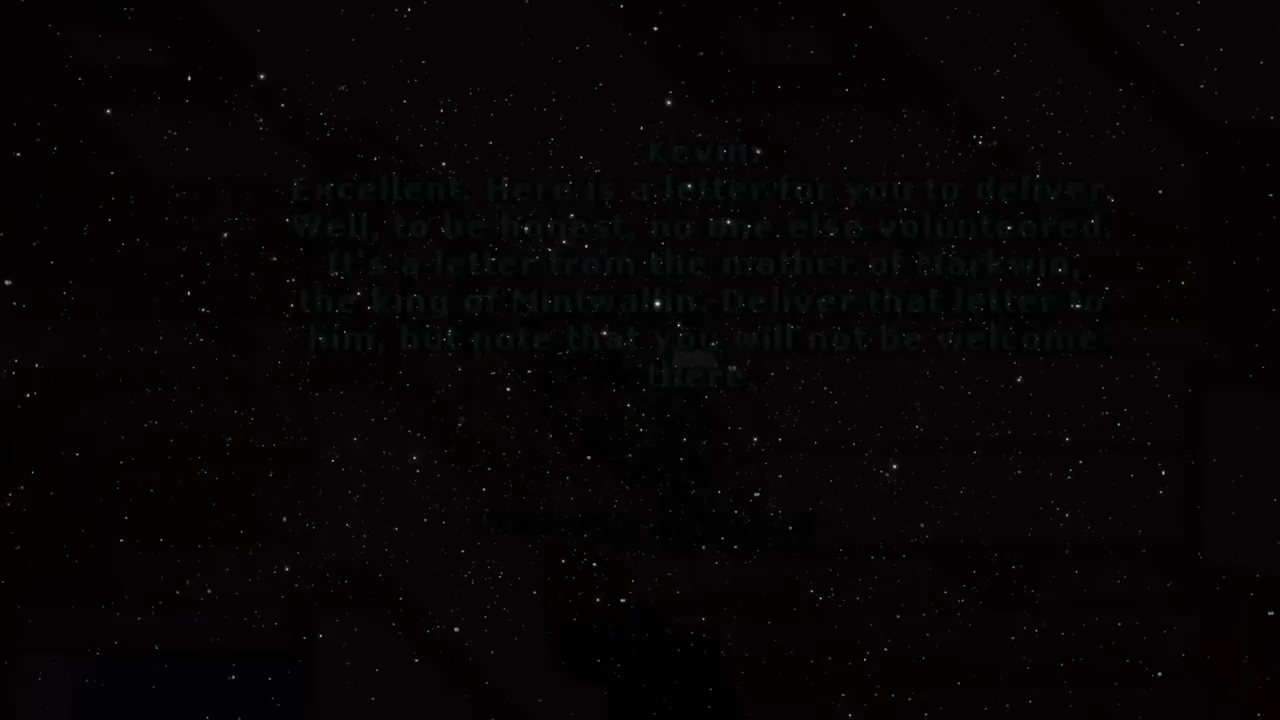 Kevin:
Excellent. Here is a letter for you to deliver.
Well, to be honest, no one else volunteered.
It's a letter from the mother of Markwin,
the king of Mintwallin. Deliver that letter to
him, but note that you will not be welcome
there.